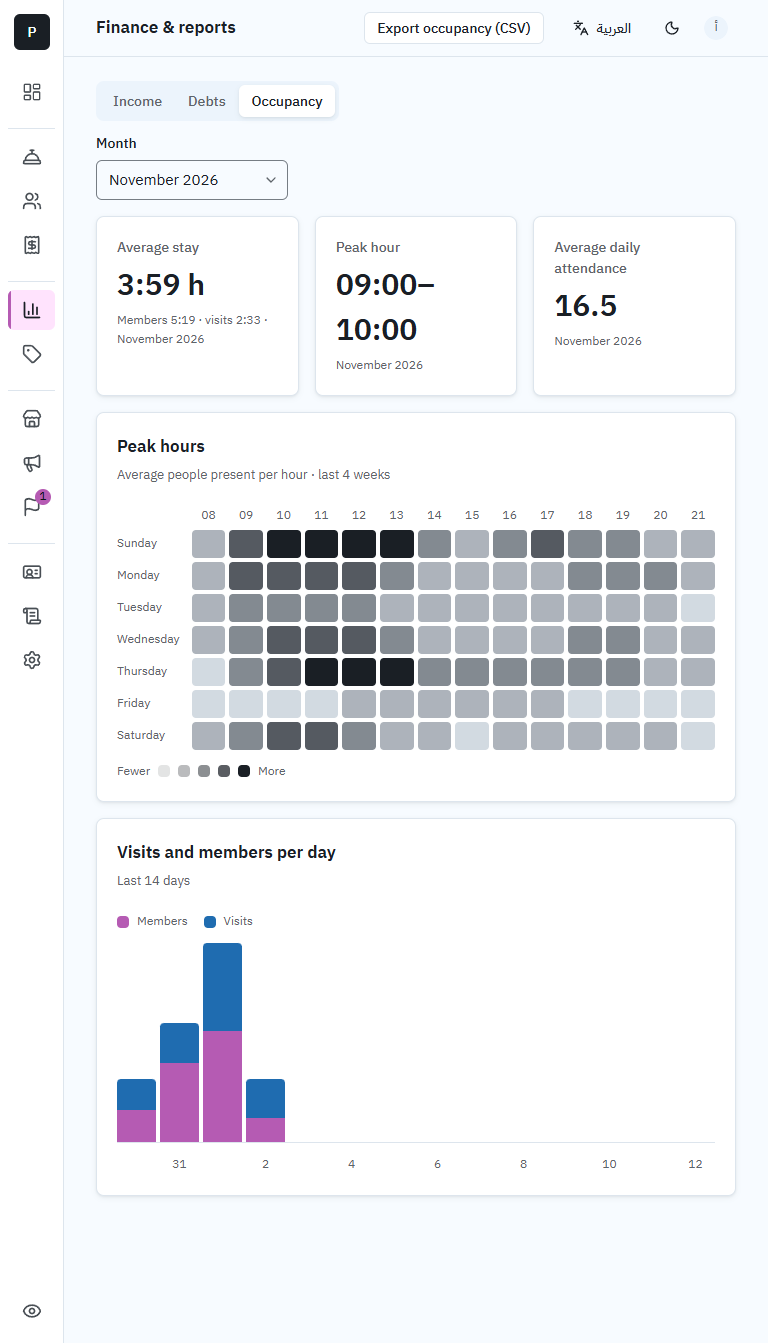 P
Finance & reports
Export occupancy (CSV)
العربية
أ
Income
Debts
Occupancy
Month
November 2026
Average stay
3:59 h
Members 5:19 · visits 2:33 ·
November 2026
Peak hour
09:00–
10:00
November 2026
Average daily
attendance
16.5
November 2026
1
Peak hours
Average people present per hour · last 4 weeks
08 09 10 11 12 13 14 15 16 17 18 19 20 21
Sunday
Monday
Tuesday
Wednesday
Thursday
Friday
Saturday
Fewer
More
Visits and members per day
Last 14 days
Members
Visits
31 2 4 6 8 10 12